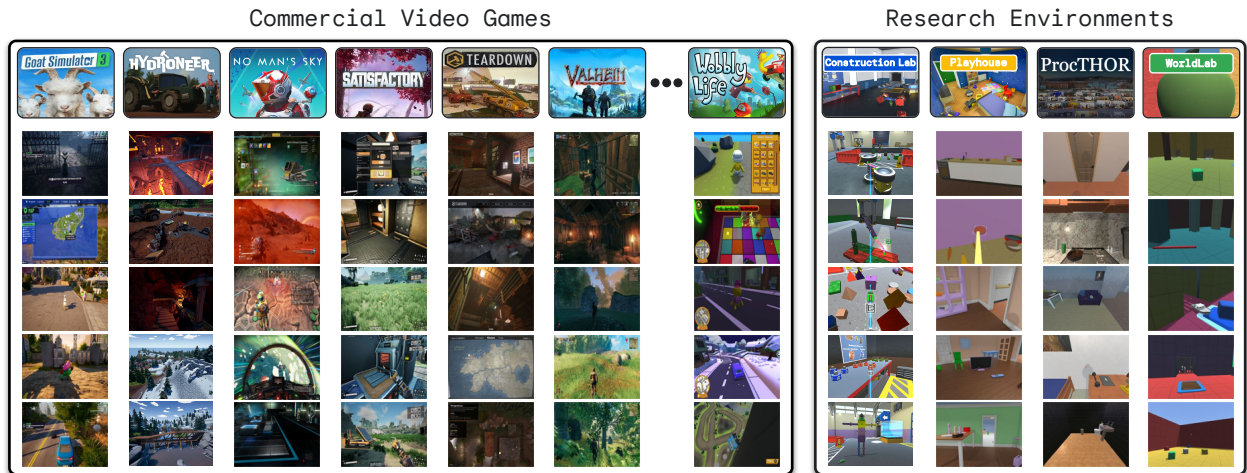 Commercial Video Games
Research Environments
Goat Simulator 3
HYDRONEER
NO MAN'S SKY
SATISFACTORY
TEARDOWN
VALHEIM
Wobbly
Life
Construction Lab
Playhouse
ProcTHOR
WorldLab